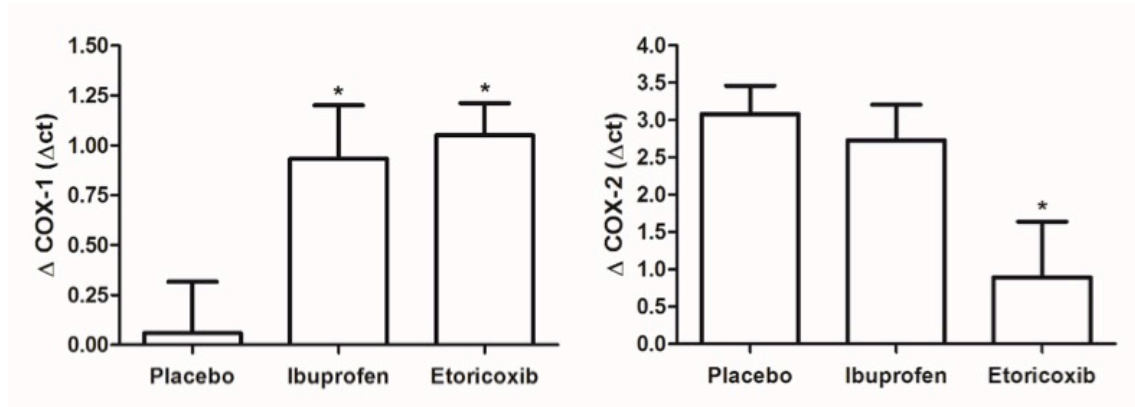 Δ COX-1 (Δct)
1.50
1.25
1.00
0.75
0.50
0.25
0.00
*
*
Placebo
Ibuprofen
Etoricoxib
Δ COX-2 (Δct)
4.0
3.5
3.0
2.5
2.0
1.5
1.0
0.5
0.0
*
Placebo
Ibuprofen
Etoricoxib